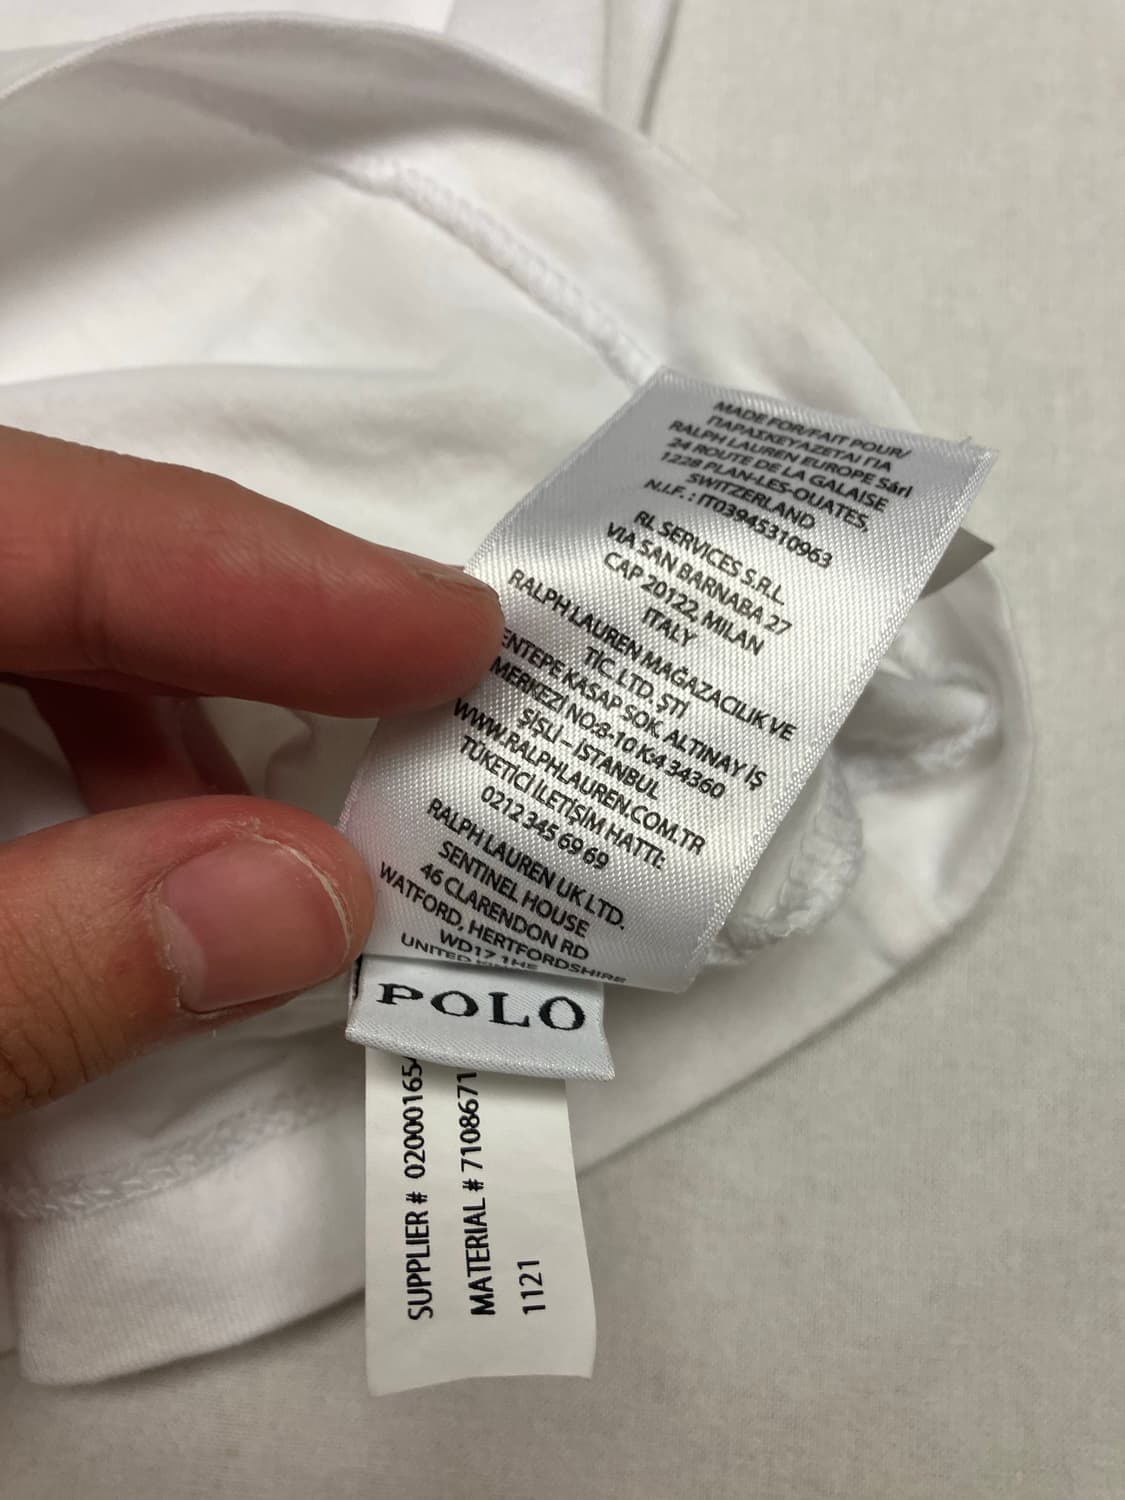 MADE FOR/FAIT POUR/
ΠΑΡΑΣΚΕΥΑΖΕΤΑΙ ΓΙΑ
RALPH LAUREN EUROPE Sàrl
24 ROUTE DE LA GALAISE
1228 PLAN-LES-OUATES,
SWITZERLAND
N.I.F. : IT03945310963
RL SERVICES S.R.L.
VIA SAN BARNABA 27
CAP 20122, MILAN
ITALY
RALPH LAUREN MAĞAZACILIK VE
TİC. LTD. ŞTİ
ENTEPE KASAP SOK. ALTINAY İŞ
MERKEZİ NO:8-10 K:4 34360
ŞİŞLİ – İSTANBUL
WWW.RALPHLAUREN.COM.TR
TÜKETİCİ İLETİŞİM HATTI:
0212 345 69 69
RALPH LAUREN UK LTD.
SENTINEL HOUSE
46 CLARENDON RD
WATFORD, HERTFORDSHIRE
WD17 1HE
UNITED
POLO
SUPPLIER # 02000165
MATERIAL # 7108671
1121